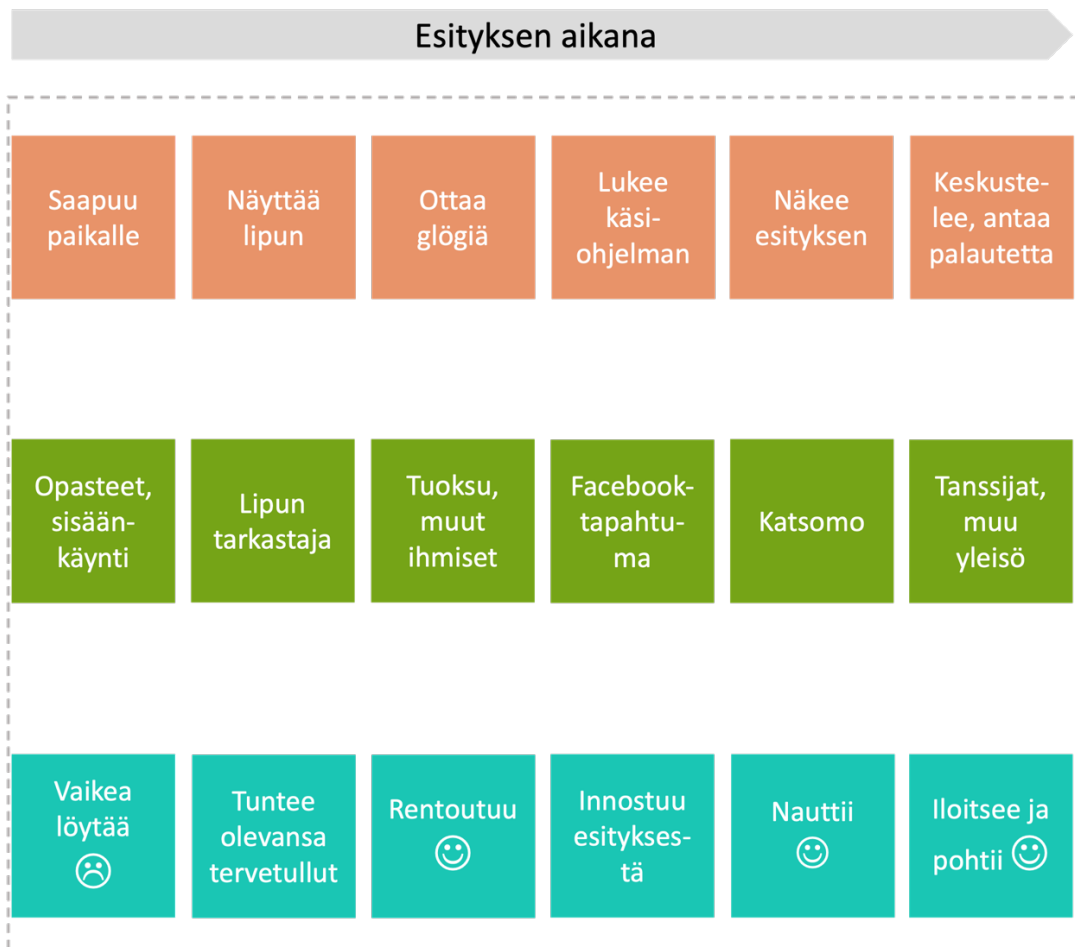 Esityksen aikana
Saapuu
paikalle
Näyttää
lipun
Ottaa
glögiä
Lukee
käsi-
ohjelman
Näkee
esityksen
Keskuste-
lee, antaa
palautetta
Opasteet,
sisään-
käynti
Lipun
tarkastaja
Tuoksu,
muut
ihmiset
Facebook-
tapahtu-
ma
Katsomo
Tanssijat,
muu
yleisö
Vaikea
löytää
Tuntee
olevansa
tervetullut
Rentoutuu
Innostuu
esitykses-
tä
Nauttii
Iloitsee ja
pohtii